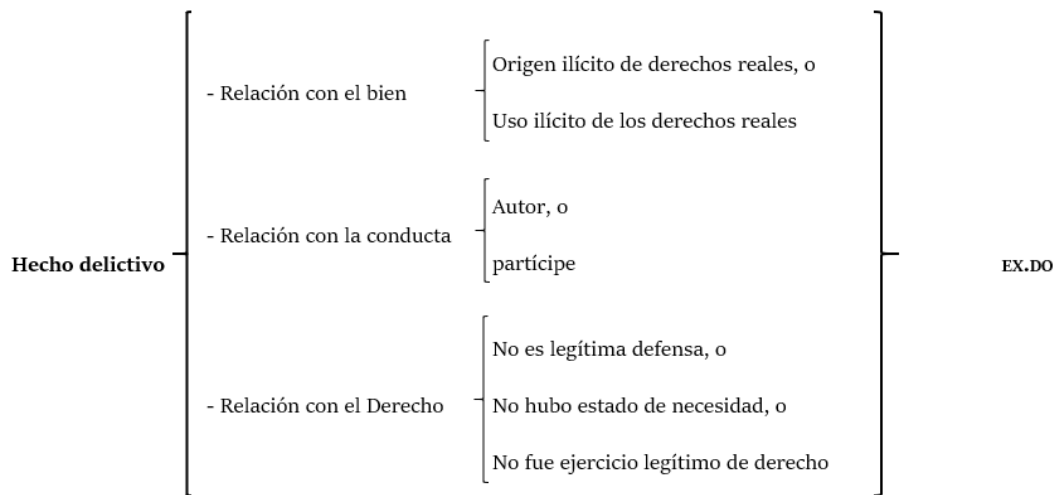 Hecho delictivo
- Relación con el bien
Origen ilícito de derechos reales, o
Uso ilícito de los derechos reales
- Relación con la conducta
Autor, o
partícipe
- Relación con el Derecho
No es legítima defensa, o
No hubo estado de necesidad, o
No fue ejercicio legítimo de derecho
EX.DO